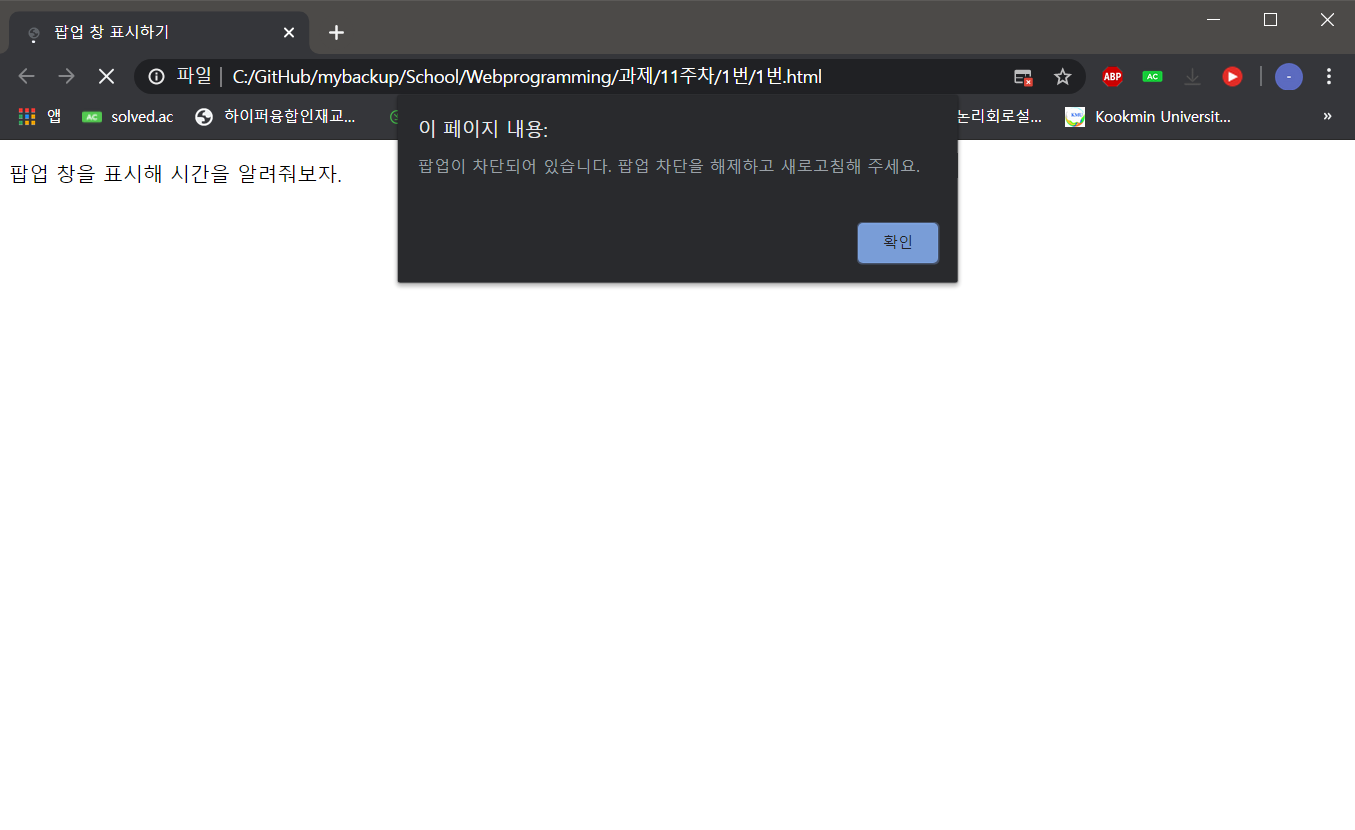 팝업 창 표시하기
파일 | C:/GitHub/mybackup/School/Webprogramming/과제/11주차/1번/1번.html
ABP
AC
-
앱
AC solved.ac
하이퍼융합인재교...
논리회로설...
KMU
Kookmin Universit...
»
이 페이지 내용:
팝업이 차단되어 있습니다. 팝업 차단을 해제하고 새로고침해 주세요.
확인
팝업 창을 표시해 시간을 알려줘보자.